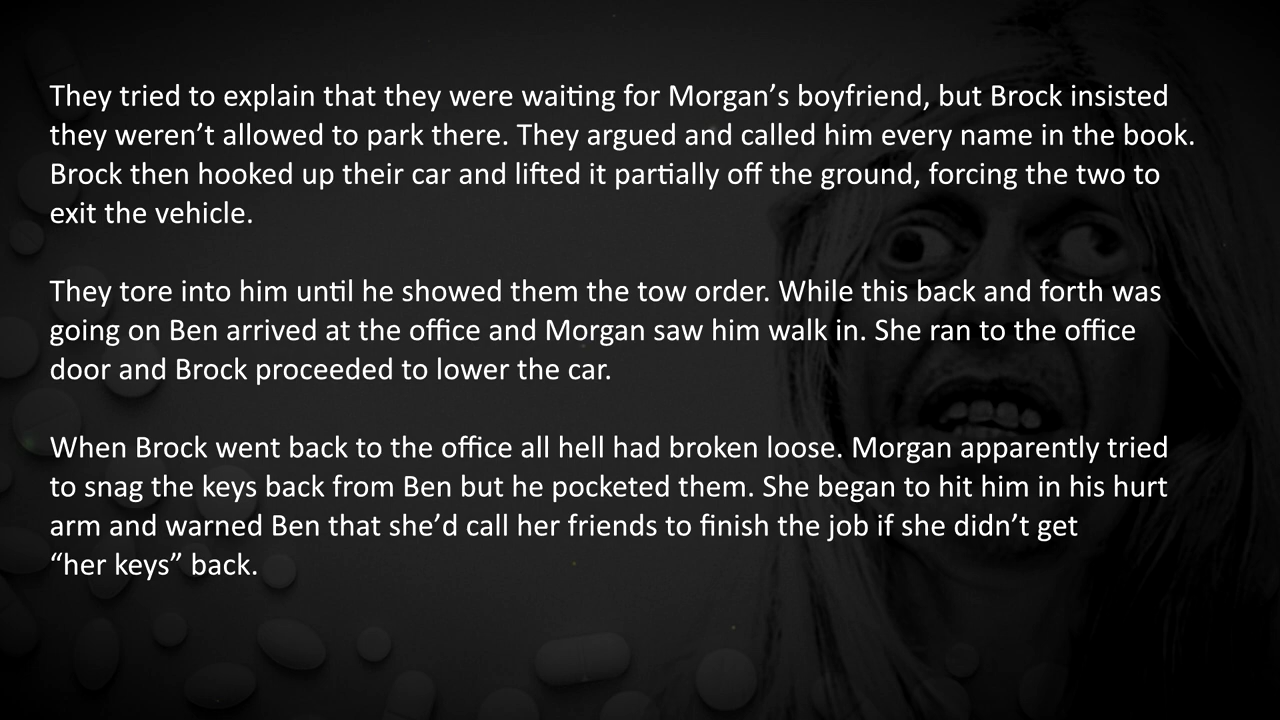 They tried to explain that they were waiting for Morgan’s boyfriend, but Brock insisted
they weren’t allowed to park there. They argued and called him every name in the book.
Brock then hooked up their car and lifted it partially off the ground, forcing the two to
exit the vehicle.
They tore into him until he showed them the tow order. While this back and forth was
going on Ben arrived at the office and Morgan saw him walk in. She ran to the office
door and Brock proceeded to lower the car.
When Brock went back to the office all hell had broken loose. Morgan apparently tried
to snag the keys back from Ben but he pocketed them. She began to hit him in his hurt
arm and warned Ben that she’d call her friends to finish the job if she didn’t get
“her keys” back.